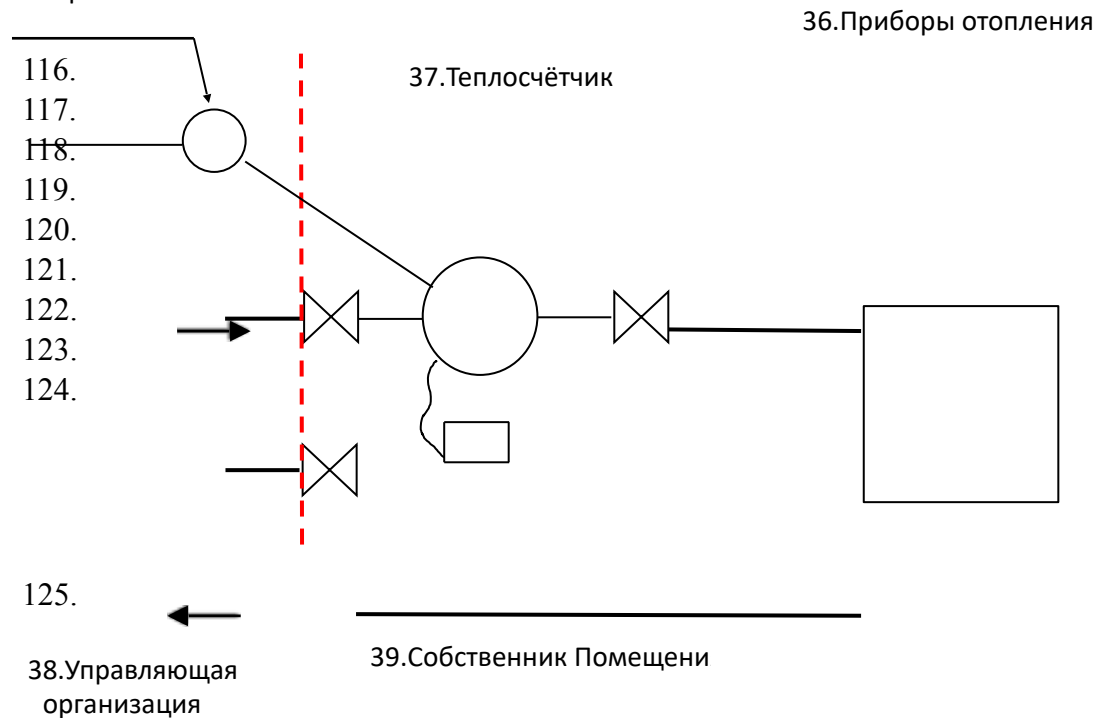 36.Приборы отопления
116.
37.Теплосчётчик
117.
118.
119.
120.
121.
122.
123.
124.
125.
38.Управляющая
организация
39.Собственник Помещени